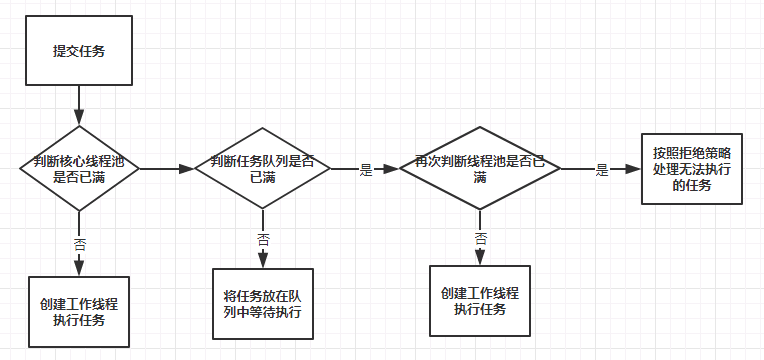 提交任务
判断核心线程池
是否已满
判断任务队列是否
已满
是
再次判断线程池是否已
满
是
按照拒绝策略
处理无法执行
的任务
否
否
否
创建工作线程
执行任务
将任务放在队
列中等待执行
创建工作线程
执行任务